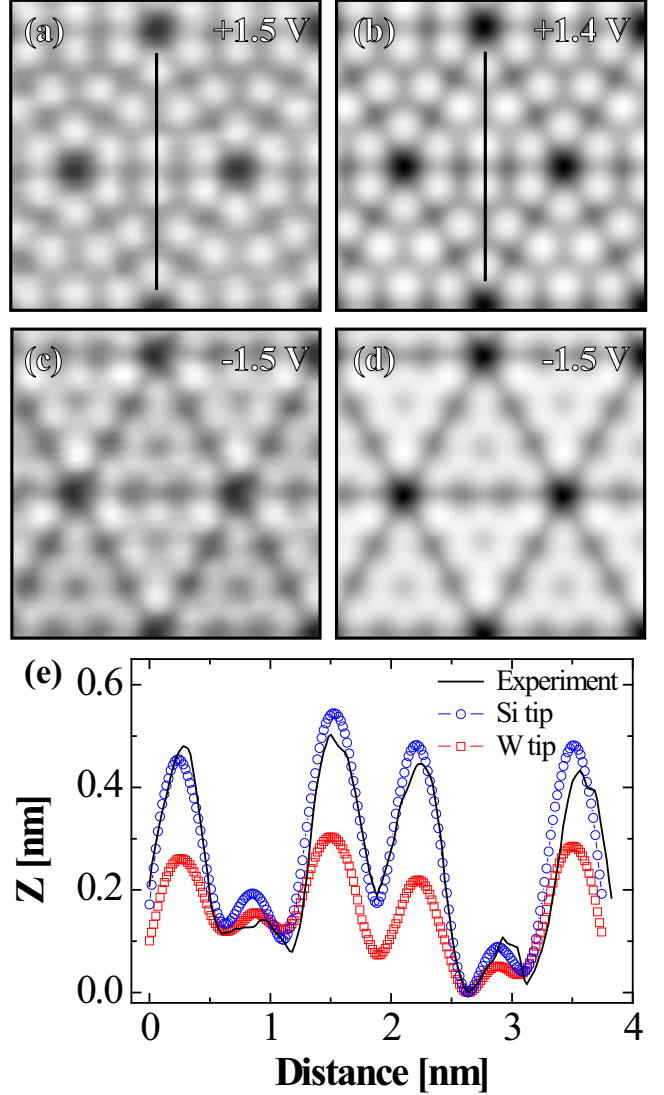 (a) +1.5 V
(b) +1.4 V
(c) -1.5 V
(d) -1.5 V
(e)
Experiment
Si tip
W tip
Z [nm]
0.6
0.4
0.2
0.0
0 1 2 3 4
Distance [nm]